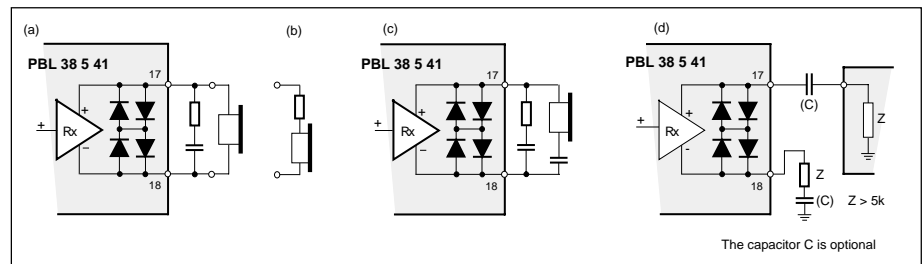 (a)
(b)
(c)
(d)
PBL 38 5 41
17
+
+
Rx
−
18
PBL 38 5 41
17
+
+
Rx
−
18
PBL 38 5 41
17
(C)
+
+
Rx
-
Z
18
Z
(C)
Z > 5k
The capacitor C is optional